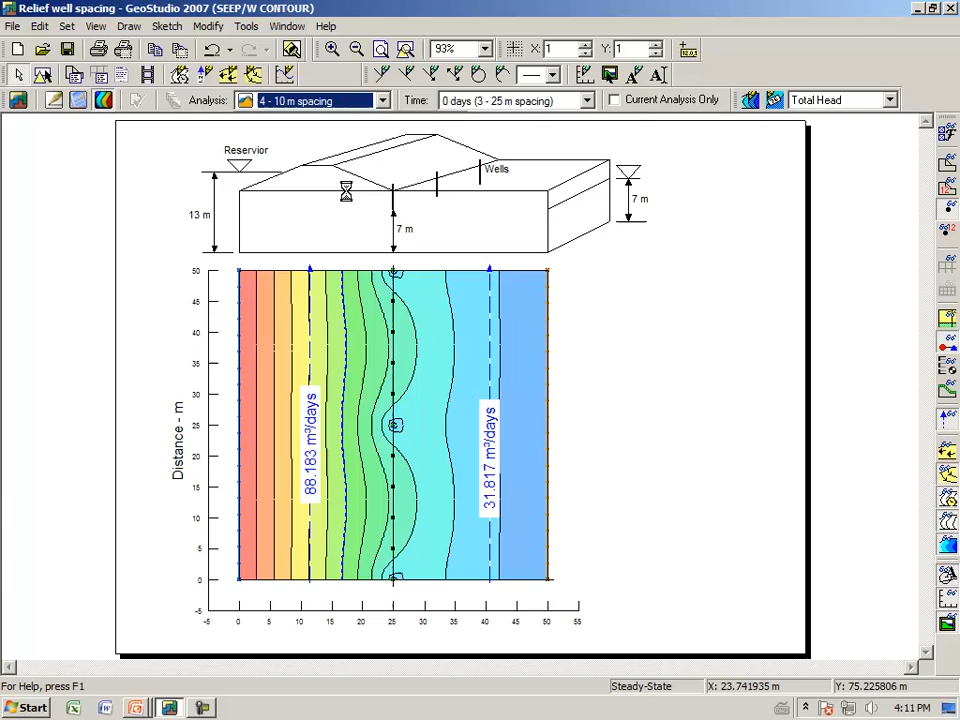 Relief well spacing - GeoStudio 2007 (SEEP/W CONTOUR)
File Edit Set View Draw Sketch Modify Tools Window Help
93% X: 1 Y: 1
Analysis: 4 - 10 m spacing Time: 0 days (3 - 25 m spacing) Current Analysis Only Total Head
Reservior
Wells
13 m
7 m
7 m
50
45
40
35
30
25
20
15
10
5
0
-5
Distance - m
88.183 m³/days
31.817 m³/days
-5 0 5 10 15 20 25 30 35 40 45 50 55
For Help, press F1 Steady-State X: 23.741935 m Y: 75.225806 m
Start 4:11 PM